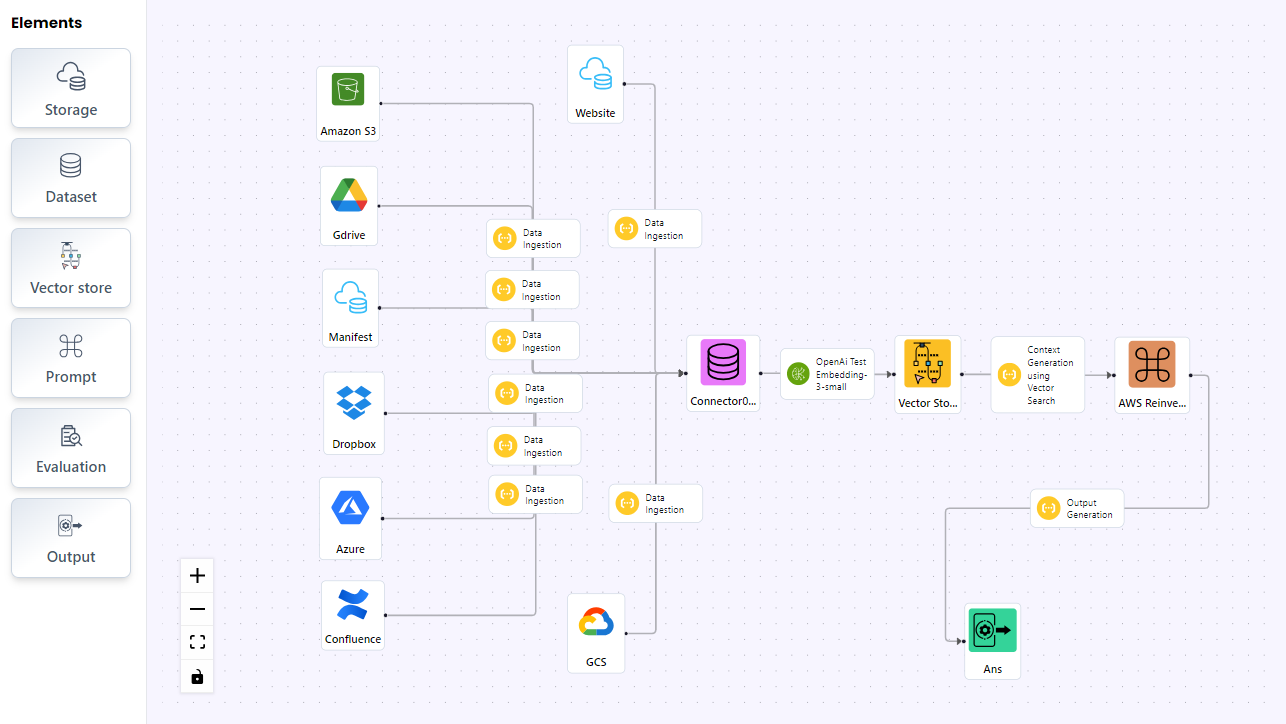 Elements
Storage
Dataset
Vector store
Prompt
Evaluation
Output
Amazon S3
Gdrive
Manifest
Dropbox
Azure
Confluence
Website
GCS
Data
Ingestion
Data
Ingestion
Data
Ingestion
Data
Ingestion
Data
Ingestion
Data
Ingestion
Data
Ingestion
Data
Ingestion
Connector0...
OpenAi Test
Embedding-
3-small
Vector Sto...
Context
Generation
using
Vector
Search
AWS Reinve...
Output
Generation
Ans